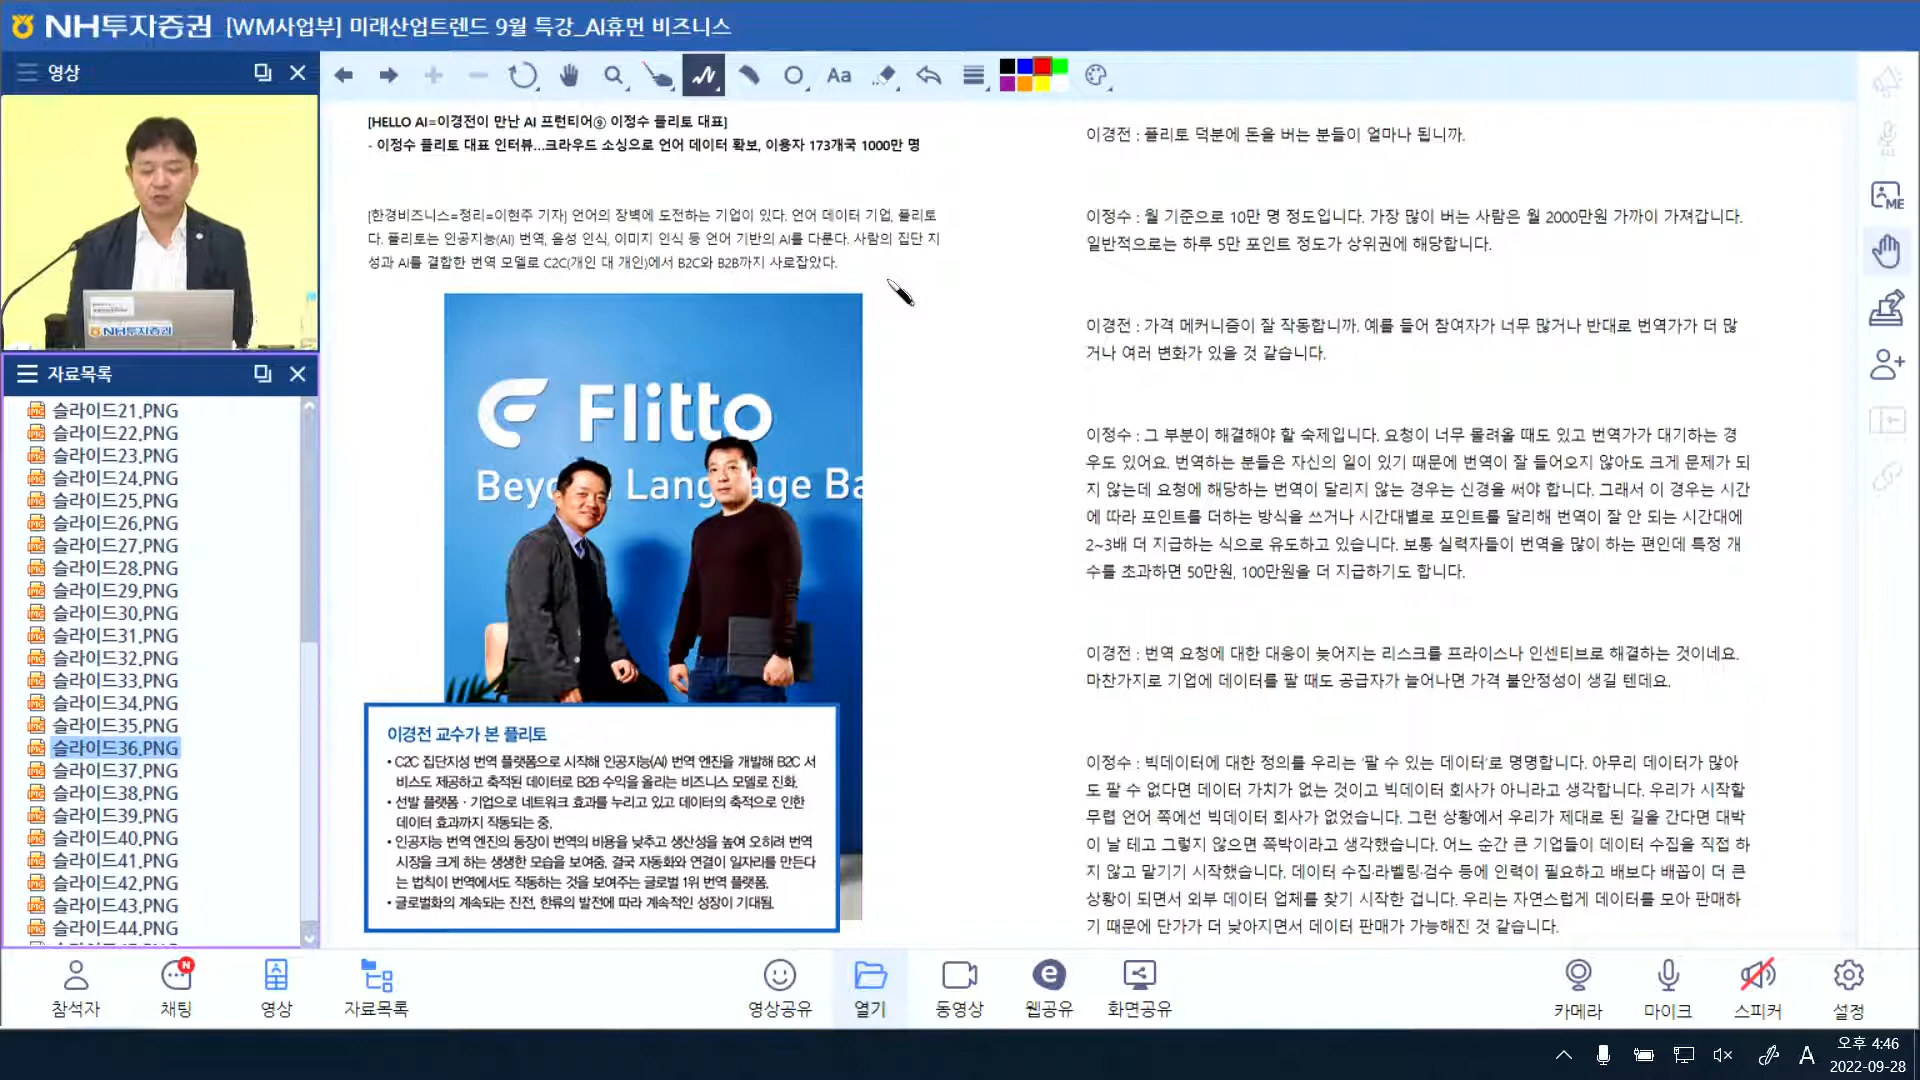 NH투자증권 [WM사업부] 미래산업트렌드 9월 특강_AI휴먼 비즈니스
영상
NH투자증권
자료목록
슬라이드21.PNG
슬라이드22.PNG
슬라이드23.PNG
슬라이드24.PNG
슬라이드25.PNG
슬라이드26.PNG
슬라이드27.PNG
슬라이드28.PNG
슬라이드29.PNG
슬라이드30.PNG
슬라이드31.PNG
슬라이드32.PNG
슬라이드33.PNG
슬라이드34.PNG
슬라이드35.PNG
슬라이드36.PNG
슬라이드37.PNG
슬라이드38.PNG
슬라이드39.PNG
슬라이드40.PNG
슬라이드41.PNG
슬라이드42.PNG
슬라이드43.PNG
슬라이드44.PNG
Aa
[HELLO AI=이경전이 만난 AI 프런티어⑨ 이정수 플리토 대표]
- 이정수 플리토 대표 인터뷰...크라우드 소싱으로 언어 데이터 확보, 이용자 173개국 1000만 명
[한경비즈니스=정리=이현주 기자] 언어의 장벽에 도전하는 기업이 있다. 언어 데이터 기업, 플리토
다. 플리토는 인공지능(AI) 번역, 음성 인식, 이미지 인식 등 언어 기반의 AI를 다룬다. 사람의 집단 지
성과 AI를 결합한 번역 모델로 C2C(개인 대 개인)에서 B2C와 B2B까지 사로잡았다.
Flitto
Beyo Lang ge Ba
이경전 교수가 본 플리토
• C2C 집단지성 번역 플랫폼으로 시작해 인공지능(AI) 번역 엔진을 개발해 B2C 서
비스도 제공하고 축적된 데이터로 B2B 수익을 올리는 비즈니스 모델로 진화.
• 선발 플랫폼 · 기업으로 네트워크 효과를 누리고 있고 데이터의 축적으로 인한
데이터 효과까지 작동되는 중.
• 인공지능 번역 엔진의 등장이 번역의 비용을 낮추고 생산성을 높여 오히려 번역
시장을 크게 하는 생생한 모습을 보여줌. 결국 자동화와 연결이 일자리를 만든다
는 법칙이 번역에서도 작동하는 것을 보여주는 글로벌 1위 번역 플랫폼.
• 글로벌화의 계속되는 진전, 한류의 발전에 따라 계속적인 성장이 기대됨.
이경전 : 플리토 덕분에 돈을 버는 분들이 얼마나 됩니까.
이정수 : 월 기준으로 10만 명 정도입니다. 가장 많이 버는 사람은 월 2000만원 가까이 가져갑니다.
일반적으로는 하루 5만 포인트 정도가 상위권에 해당합니다.
이경전 : 가격 메커니즘이 잘 작동합니까. 예를 들어 참여자가 너무 많거나 반대로 번역가가 더 많
거나 여러 변화가 있을 것 같습니다.
이정수 : 그 부분이 해결해야 할 숙제입니다. 요청이 너무 몰려올 때도 있고 번역가가 대기하는 경
우도 있어요. 번역하는 분들은 자신의 일이 있기 때문에 번역이 잘 들어오지 않아도 크게 문제가 되
지 않는데 요청에 해당하는 번역이 달리지 않는 경우는 신경을 써야 합니다. 그래서 이 경우는 시간
에 따라 포인트를 더하는 방식을 쓰거나 시간대별로 포인트를 달리해 번역이 잘 안 되는 시간대에
2~3배 더 지급하는 식으로 유도하고 있습니다. 보통 실력자들이 번역을 많이 하는 편인데 특정 개
수를 초과하면 50만원, 100만원을 더 지급하기도 합니다.
이경전 : 번역 요청에 대한 대응이 늦어지는 리스크를 프라이스나 인센티브로 해결하는 것이네요.
마찬가지로 기업에 데이터를 팔 때도 공급자가 늘어나면 가격 불안정성이 생길 텐데요.
이정수 : 빅데이터에 대한 정의를 우리는 '팔 수 있는 데이터'로 명명합니다. 아무리 데이터가 많아
도 팔 수 없다면 데이터 가치가 없는 것이고 빅데이터 회사가 아니라고 생각합니다. 우리가 시작할
무렵 언어 쪽에선 빅데이터 회사가 없었습니다. 그런 상황에서 우리가 제대로 된 길을 간다면 대박
이 날 테고 그렇지 않으면 쪽박이라고 생각했습니다. 어느 순간 큰 기업들이 데이터 수집을 직접 하
지 않고 맡기기 시작했습니다. 데이터 수집·라벨링·검수 등에 인력이 필요하고 배보다 배꼽이 더 큰
상황이 되면서 외부 데이터 업체를 찾기 시작한 겁니다. 우리는 자연스럽게 데이터를 모아 판매하
기 때문에 단가가 더 낮아지면서 데이터 판매가 가능해진 것 같습니다.
ALL
ME
참석자
N
채팅
영상
자료목록
영상공유
열기
동영상
웹공유
화면공유
카메라
마이크
스피커
설정
A
오후 4:46
2022-09-28